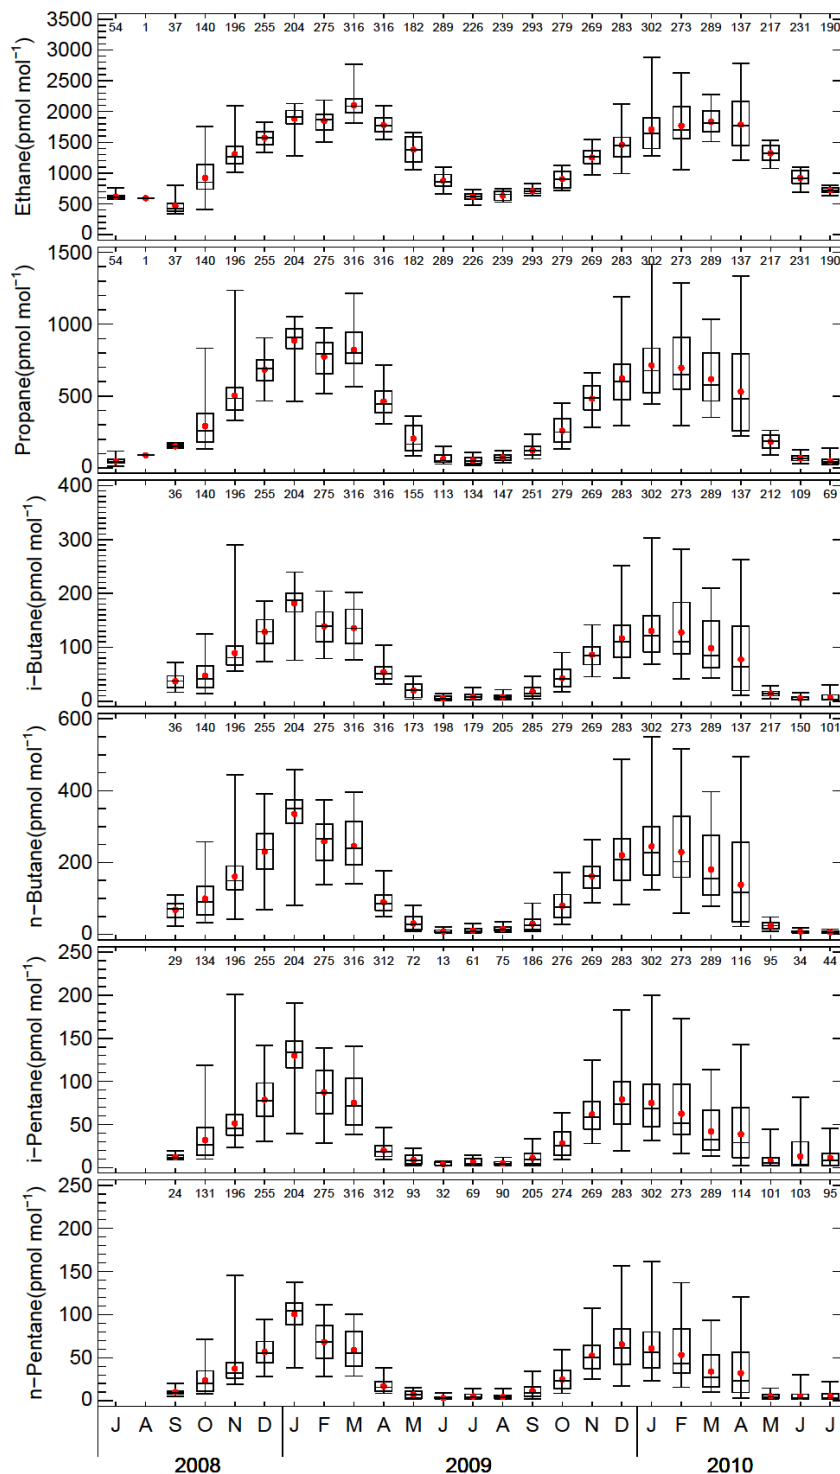 54 1 37 140 196 255 204 275 316 316 182 289 226 239 293 279 269 283 302 273 289 137 217 231 190
3500
3000
2500
2000
1500
1000
500
0
Ethane(pmol mol⁻¹)
54 1 37 140 196 255 204 275 316 316 182 289 226 239 293 279 269 283 302 273 289 137 217 231 190
1500
1000
500
0
Propane(pmol mol⁻¹)
36 140 196 255 204 275 316 316 155 113 134 147 251 279 269 283 302 273 289 137 212 109 69
400
300
200
100
0
i-Butane(pmol mol⁻¹)
36 140 196 255 204 275 316 316 173 198 179 205 285 276 269 283 302 273 289 137 217 150 101
600
400
200
0
n-Butane(pmol mol⁻¹)
29 134 196 255 204 275 316 312 72 13 61 75 186 276 269 283 302 273 289 116 95 34 44
250
200
150
100
50
0
i-Pentane(pmol mol⁻¹)
24 131 196 255 204 275 316 312 93 32 69 90 205 274 269 283 302 273 289 114 101 103 95
250
200
150
100
50
0
n-Pentane(pmol mol⁻¹)
J A S O N D J F M A M J J A S O N D J F M A M J J
2008 2009 2010